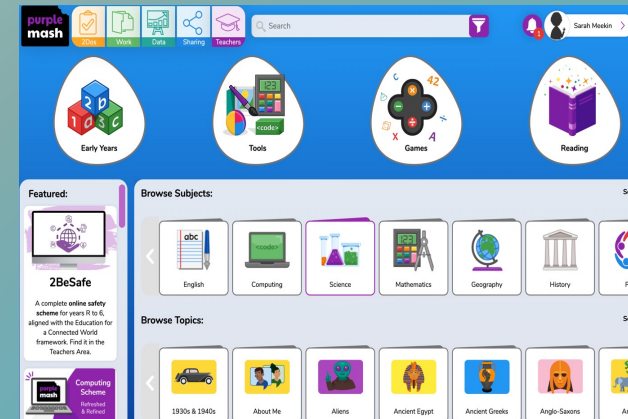 purple
mash
2Dos
Work
Data
Sharing
Teachers
Search
1
Sarah Meekin
Early Years
<code>
Tools
42
Games
Reading
Featured:
2BeSafe
A complete online safety
scheme for years R to 6,
aligned with the Education for
a Connected World
framework. Find it in the
Teachers Area.
purple
mash
Computing
Scheme
Refreshed
& Refined
Browse Subjects:
abc
English
<code>
Computing
Science
Mathematics
Geography
History
Browse Topics:
1930s & 1940s
About Me
Aliens
Ancient Egypt
Ancient Greeks
Anglo-Saxons